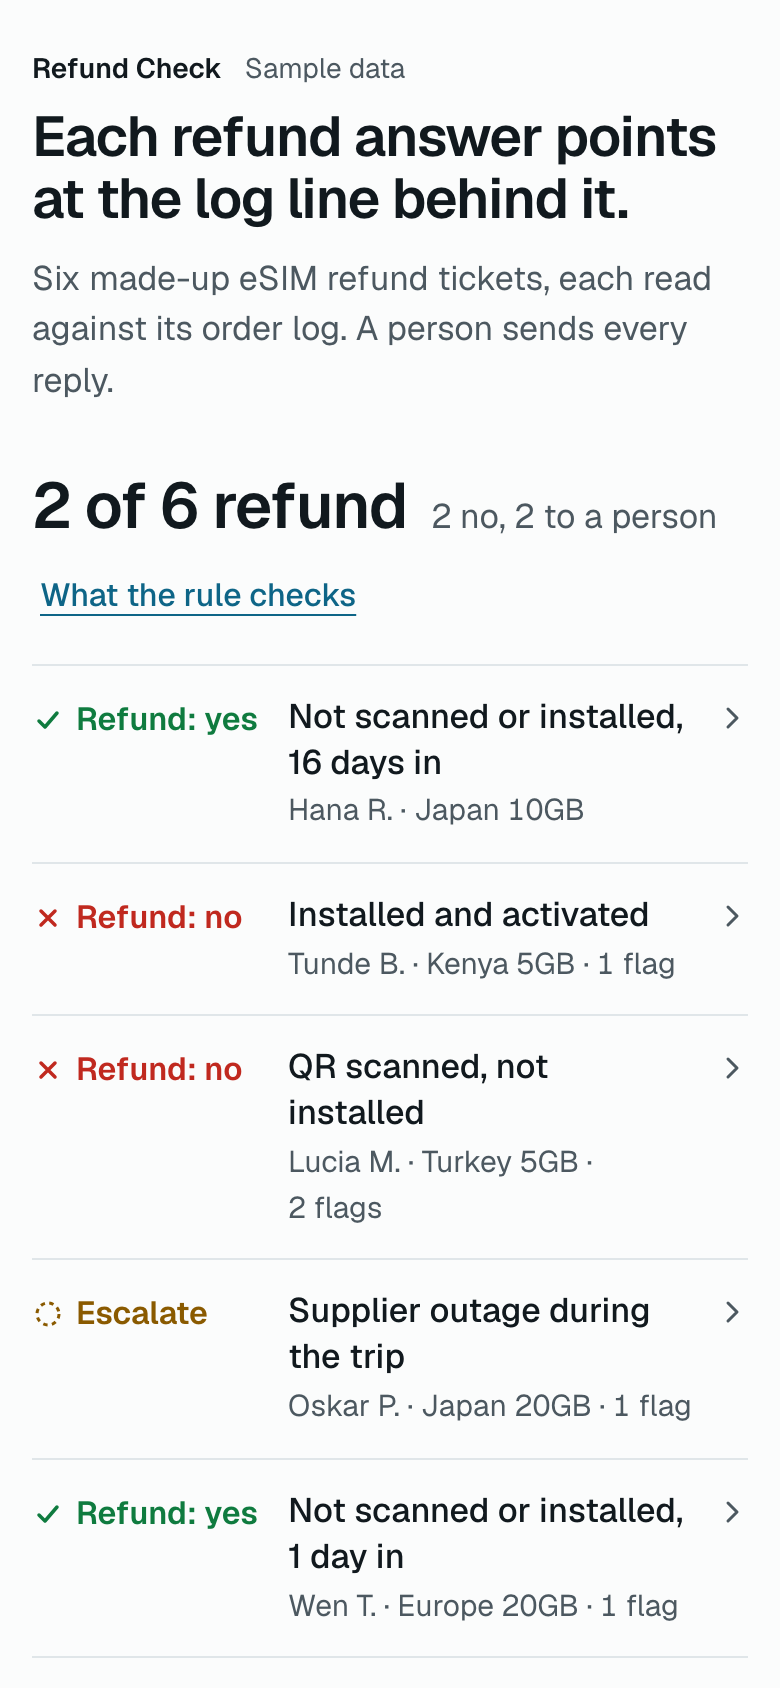 Refund Check Sample data
Each refund answer points
at the log line behind it.
Six made-up eSIM refund tickets, each read
against its order log. A person sends every
reply.
2 of 6 refund 2 no, 2 to a person
What the rule checks
Refund: yes Not scanned or installed,
16 days in
Hana R. · Japan 10GB
Refund: no Installed and activated
Tunde B. · Kenya 5GB · 1 flag
Refund: no QR scanned, not
installed
Lucia M. · Turkey 5GB ·
2 flags
Escalate Supplier outage during
the trip
Oskar P. · Japan 20GB · 1 flag
Refund: yes Not scanned or installed,
1 day in
Wen T. · Europe 20GB · 1 flag